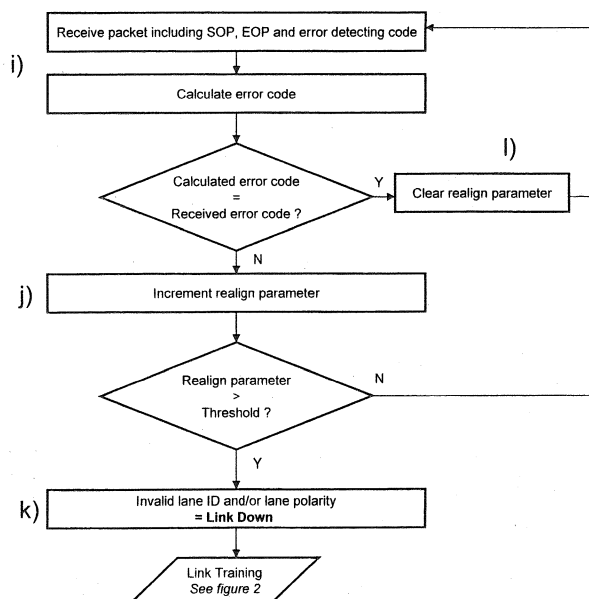 Receive packet including SOP, EOP and error detecting code
i)
Calculate error code
l)
Calculated error code
=
Received error code ?
Y
Clear realign parameter
N
j)
Increment realign parameter
Realign parameter
>
Threshold ?
N
Y
k)
Invalid lane ID and/or lane polarity
= Link Down
Link Training
See figure 2